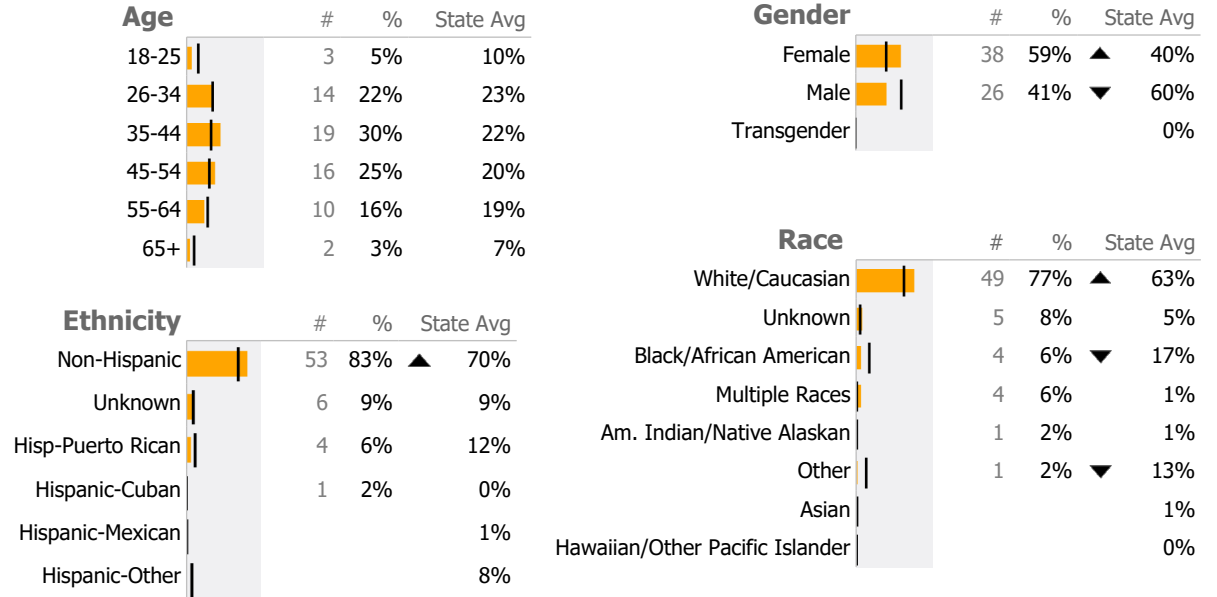 Age # % State Avg
18-25 3 5% 10%
26-34 14 22% 23%
35-44 19 30% 22%
45-54 16 25% 20%
55-64 10 16% 19%
65+ 2 3% 7%
Ethnicity # % State Avg
Non-Hispanic 53 83% ▲ 70%
Unknown 6 9% 9%
Hisp-Puerto Rican 4 6% 12%
Hispanic-Cuban 1 2% 0%
Hispanic-Mexican 1%
Hispanic-Other 8%
Gender # % State Avg
Female 38 59% ▲ 40%
Male 26 41% ▼ 60%
Transgender 0%
Race # % State Avg
White/Caucasian 49 77% ▲ 63%
Unknown 5 8% 5%
Black/African American 4 6% ▼ 17%
Multiple Races 4 6% 1%
Am. Indian/Native Alaskan 1 2% 1%
Other 1 2% ▼ 13%
Asian 1%
Hawaiian/Other Pacific Islander 0%